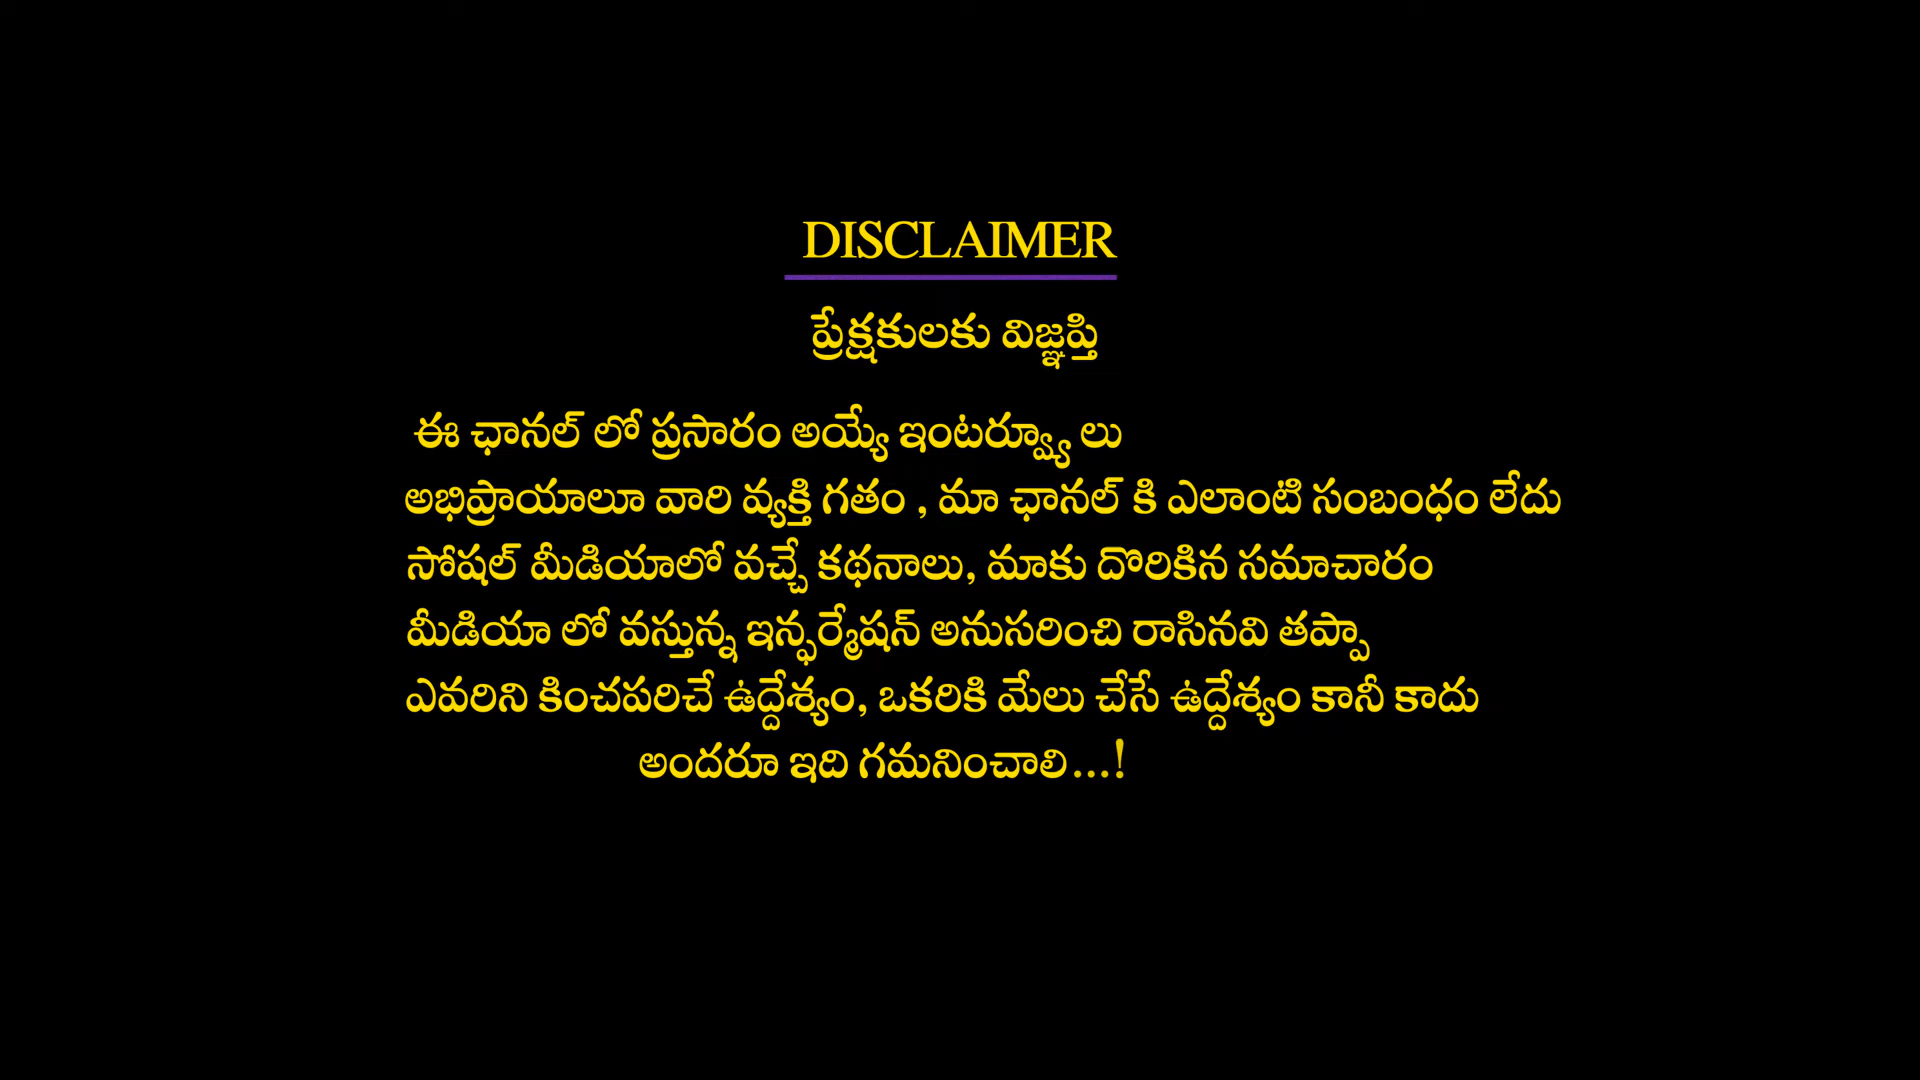 DISCLAIMER
ప్రేక్షకులకు విజ్ఞప్తి
ఈ ఛానల్ లో ప్రసారం అయ్యే ఇంటర్వ్యూ లు
అభిప్రాయాలూ వారి వ్యక్తి గతం , మా ఛానల్ కి ఎలాంటి సంబంధం లేదు
సోషల్ మీడియాలో వచ్చే కథనాలు, మాకు దొరికిన సమాచారం
మీడియా లో వస్తున్న ఇన్ఫర్మేషన్ అనుసరించి రాసినవి తప్పా
ఎవరిని కించపరిచే ఉద్దేశ్యం, ఒకరికి మేలు చేసే ఉద్దేశ్యం కానీ కాదు
అందరూ ఇది గమనించాలి...!